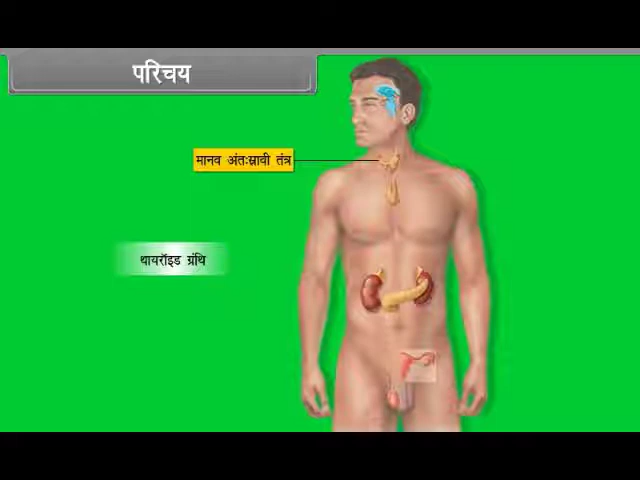 परिचय
मानव अंतःस्रावी तंत्र
थायरॉइड ग्रंथि